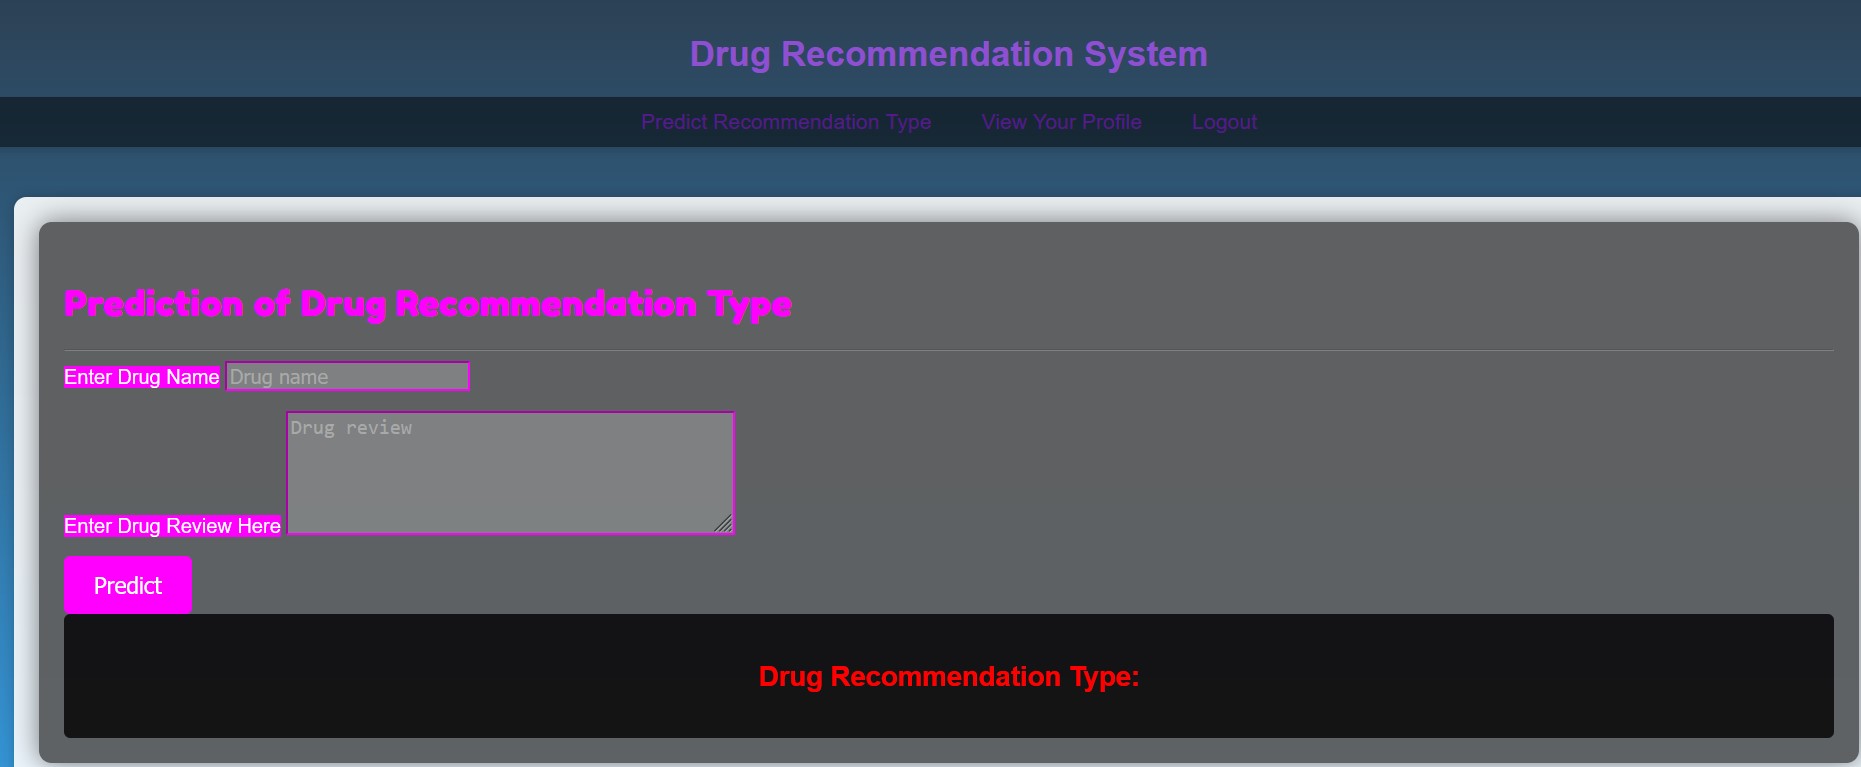 Drug Recommendation System
Predict Recommendation Type View Your Profile Logout
Prediction of Drug Recommendation Type
Enter Drug Name Drug name
Drug review
Enter Drug Review Here
Predict
Drug Recommendation Type: